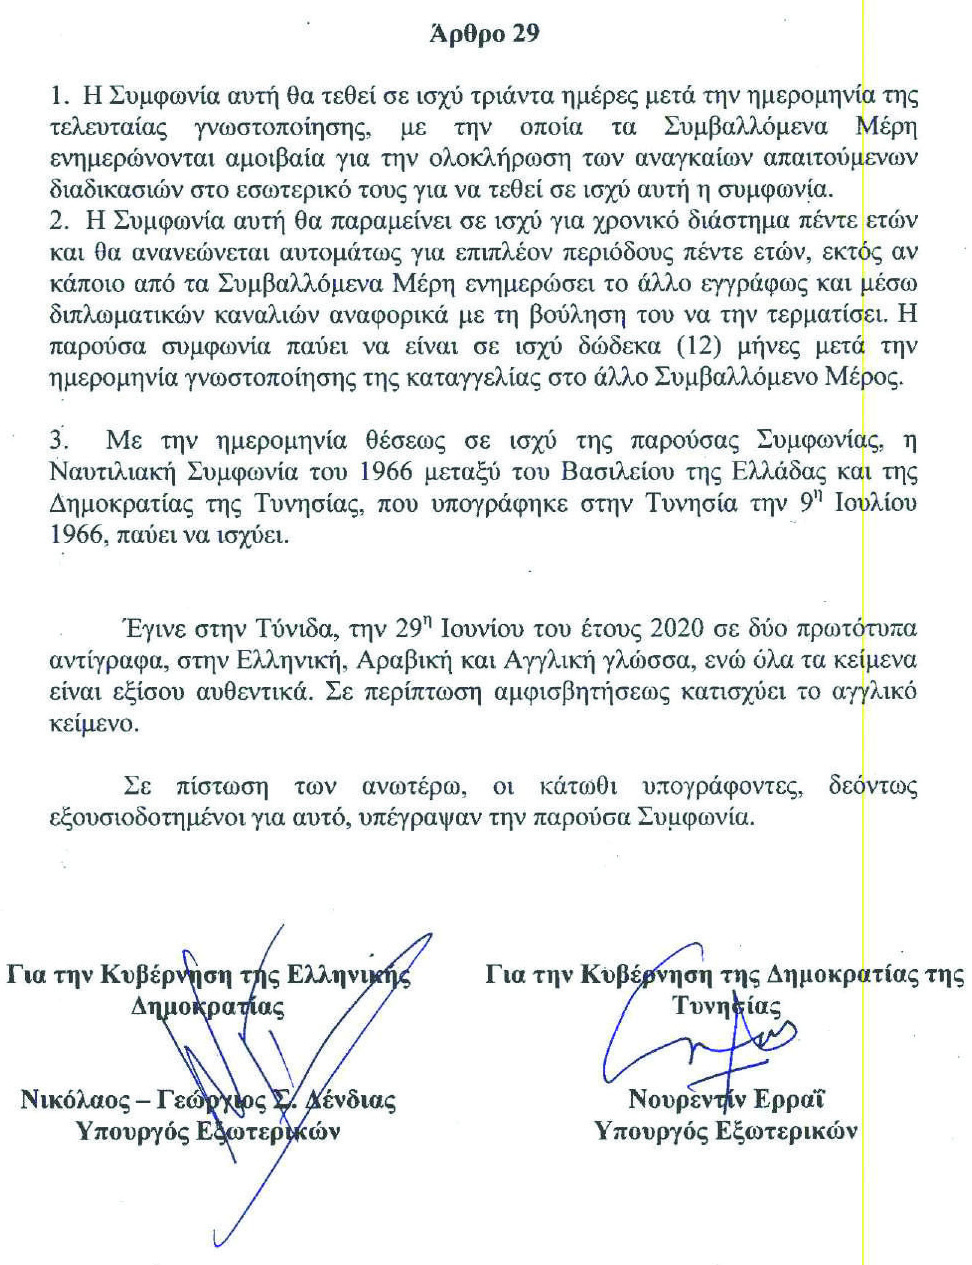 Άρθρο 29
1. Η Συμφωνία αυτή θα τεθεί σε ισχύ τριάντα ημέρες μετά την ημερομηνία της
τελευταίας γνωστοποίησης, με την οποία τα Συμβαλλόμενα Μέρη
ενημερώνονται αμοιβαία για την ολοκλήρωση των αναγκαίων απαιτούμενων
διαδικασιών στο εσωτερικό τους για να τεθεί σε ισχύ αυτή η συμφωνία.
2. Η Συμφωνία αυτή θα παραμείνει σε ισχύ για χρονικό διάστημα πέντε ετών
και θα ανανεώνεται αυτομάτως για επιπλέον περιόδους πέντε ετών, εκτός αν
κάποιο από τα Συμβαλλόμενα Μέρη ενημερώσει το άλλο εγγράφως και μέσω
διπλωματικών καναλιών αναφορικά με τη βούληση του να την τερματίσει. Η
παρούσα συμφωνία παύει να είναι σε ισχύ δώδεκα (12) μήνες μετά την
ημερομηνία γνωστοποίησης της καταγγελίας στο άλλο Συμβαλλόμενο Μέρος.
3. Με την ημερομηνία θέσεως σε ισχύ της παρούσας Συμφωνίας, η
Ναυτιλιακή Συμφωνία του 1966 μεταξύ του Βασιλείου της Ελλάδας και της
Δημοκρατίας της Τυνησίας, που υπογράφηκε στην Τυνησία την 9η Ιουλίου
1966, παύει να ισχύει.
Έγινε στην Τύνιδα, την 29η Ιουνίου του έτους 2020 σε δύο πρωτότυπα
αντίγραφα, στην Ελληνική, Αραβική και Αγγλική γλώσσα, ενώ όλα τα κείμενα
είναι εξίσου αυθεντικά. Σε περίπτωση αμφισβητήσεως κατισχύει το αγγλικό
κείμενο.
Σε πίστωση των ανωτέρω, οι κάτωθι υπογράφοντες, δεόντως
εξουσιοδοτημένοι για αυτό, υπέγραψαν την παρούσα Συμφωνία.
Για την Κυβέρνηση της Ελληνικής
Δημοκρατίας
Νικόλαος – Γεώργιος Σ. Δένδιας
Υπουργός Εξωτερικών
Για την Κυβέρνηση της Δημοκρατίας της
Τυνησίας
Νουρεντίν Ερραΐ
Υπουργός Εξωτερικών